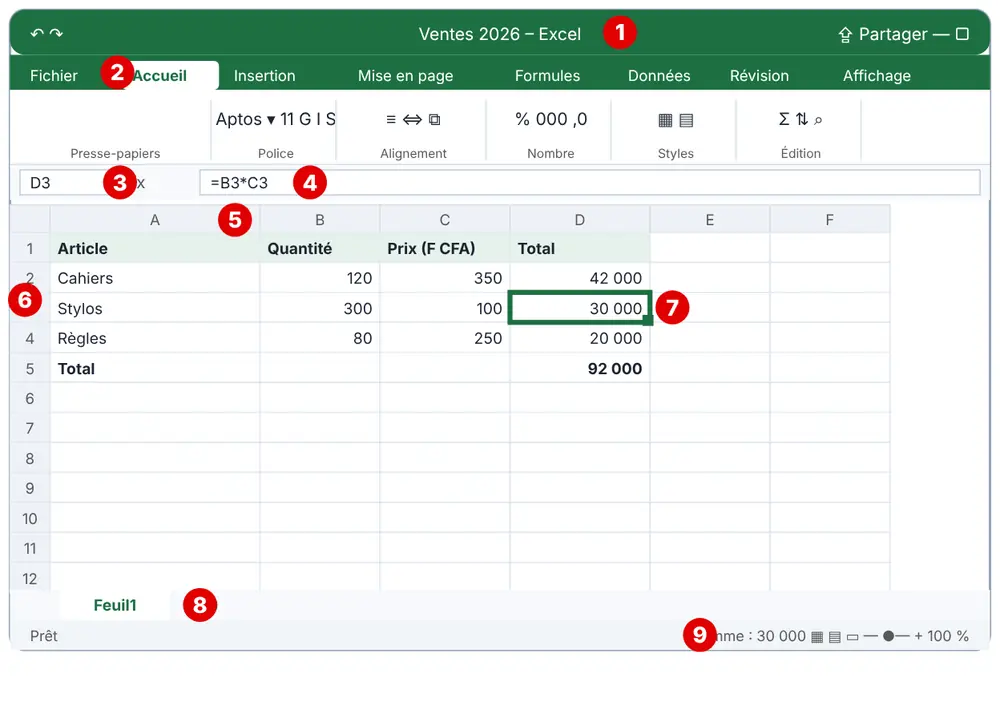 Ventes 2026 – Excel 1 Partager
Fichier 2 Accueil Insertion Mise en page Formules Données Révision Affichage
Aptos ▾ 11 G I S % 000 ,0 Σ
Presse-papiers Police Alignement Nombre Styles Édition
D3 3 x =B3*C3 4
A 5 B C D E F
1 Article Quantité Prix (F CFA) Total
2 Cahiers 120 350 42 000
6 Stylos 300 100 30 000 7
4 Règles 80 250 20 000
5 Total 92 000
6
7
8
9
10
11
12
Feuil1 8
Prêt 9 mme : 30 000 — + 100 %